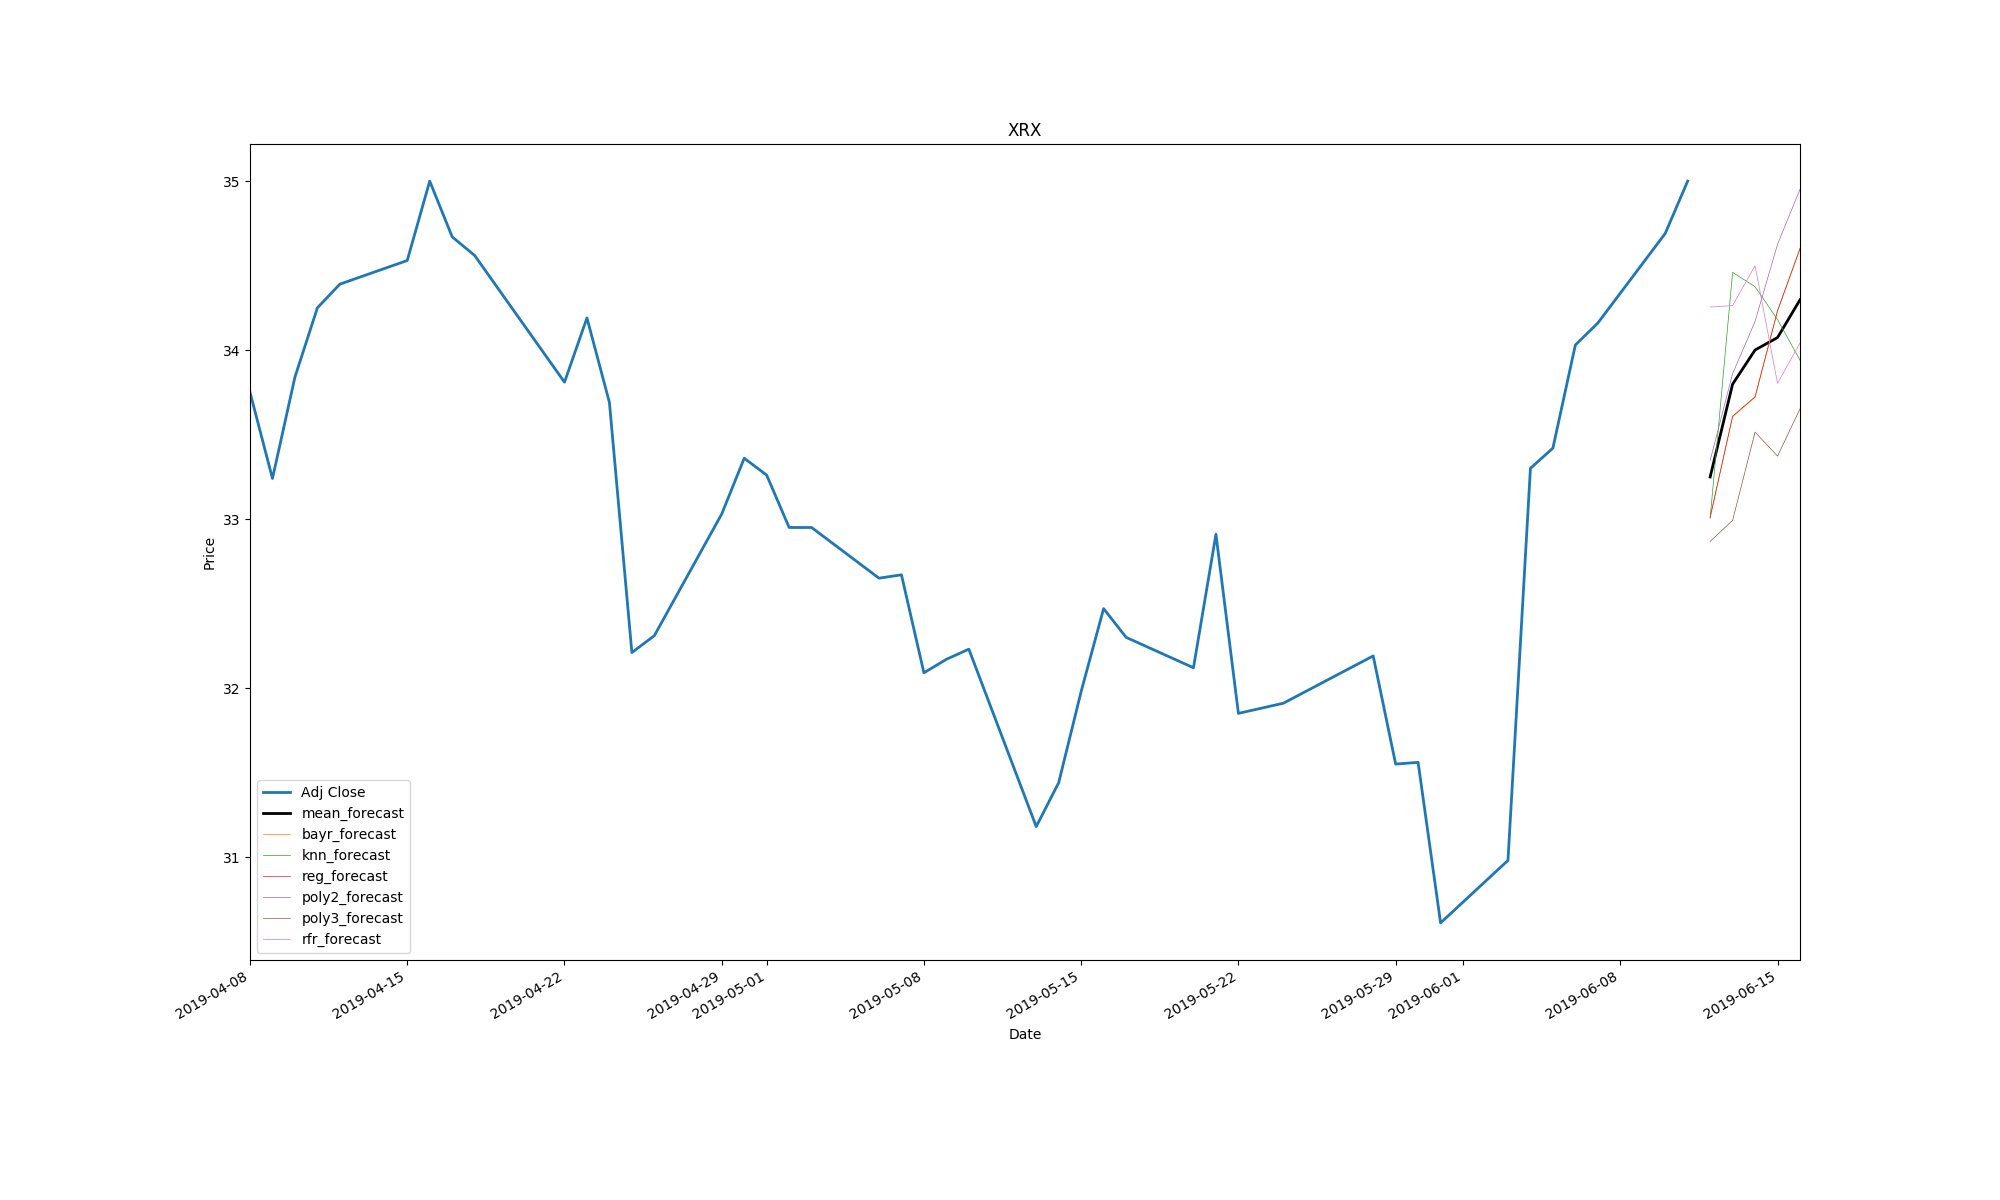 XRX
35
34
33
32
31
Price
Adj Close
mean_forecast
bayr_forecast
knn_forecast
reg_forecast
poly2_forecast
poly3_forecast
rfr_forecast
2019-04-08
2019-04-15
2019-04-22
2019-04-29
2019-05-01
2019-05-08
2019-05-15
2019-05-22
2019-05-29
2019-06-01
2019-06-08
2019-06-15
Date